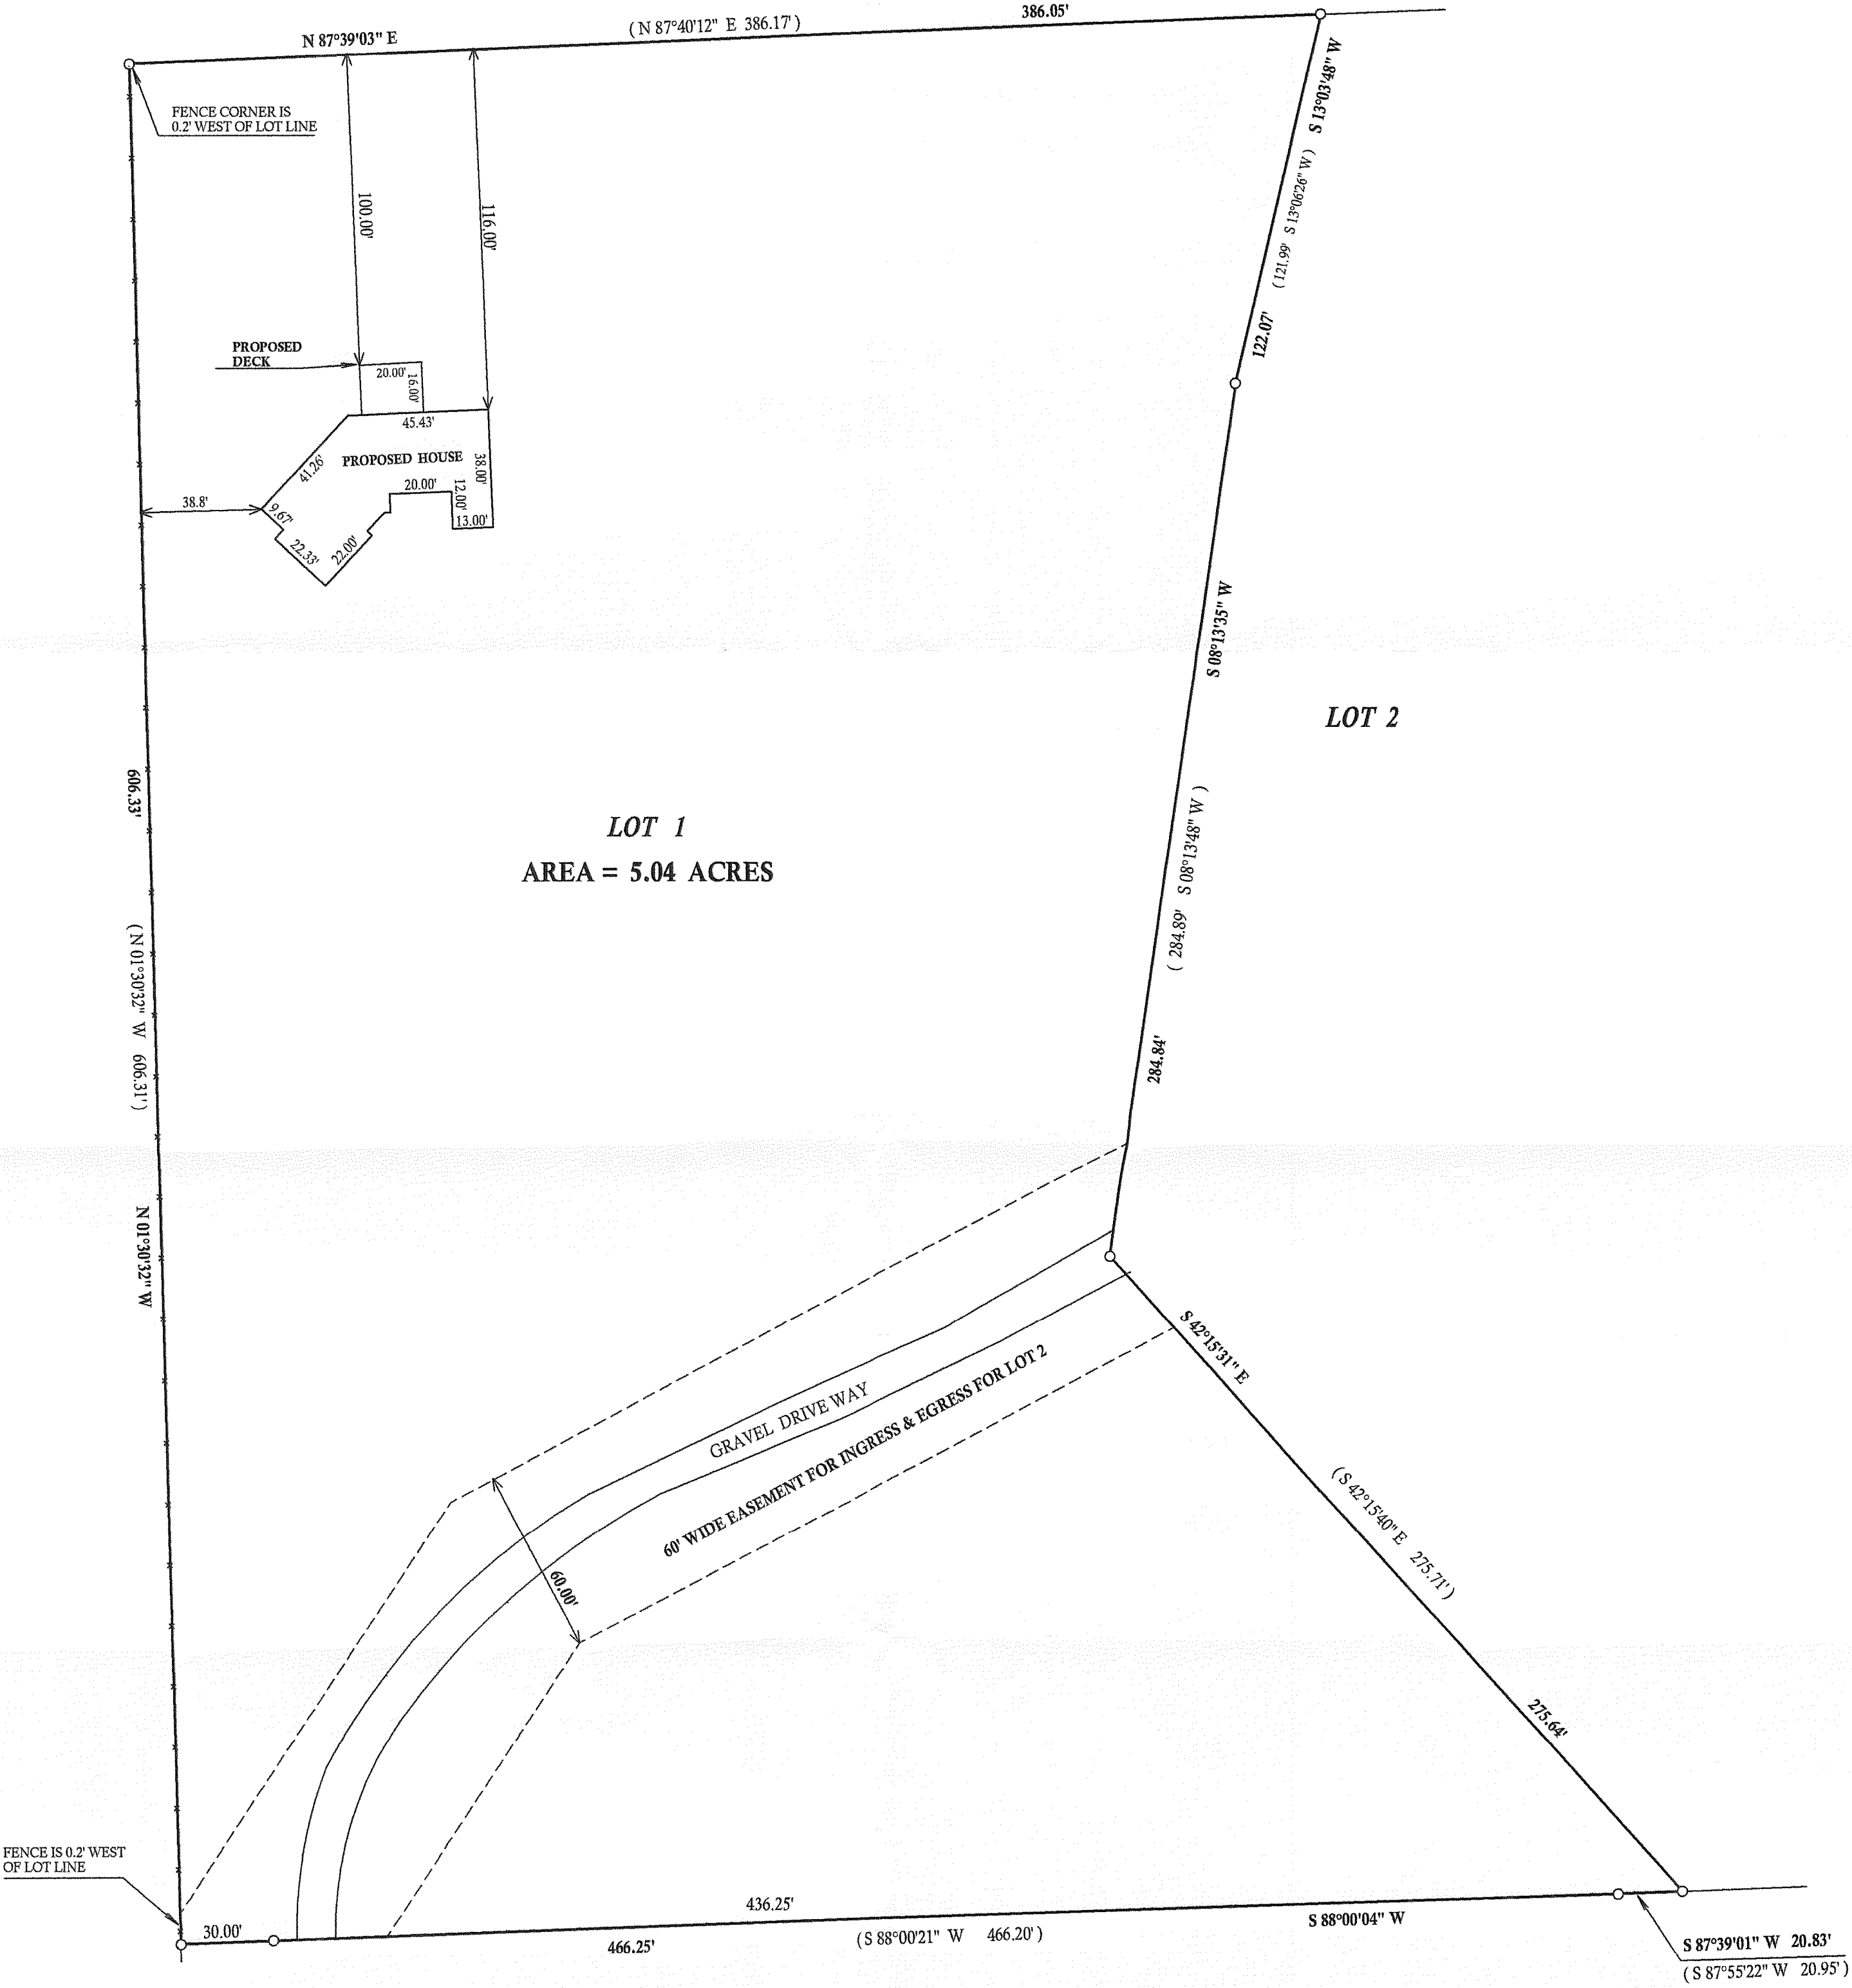 N 87°39'03" E
( N 87°40'12" E 386.17' )
386.05'
S 13°03'48" W
( 121.99' S 13°06'26" W )
122.07'
FENCE CORNER IS
0.2' WEST OF LOT LINE
100.00'
116.00'
PROPOSED
DECK
20.00'
16.00'
45.43'
41.26'
PROPOSED HOUSE
38.00'
20.00'
12.00'
13.00'
38.8'
9.67'
22.33'
22.00'
S 08°13'35" W
LOT 2
606.33'
LOT 1
AREA = 5.04 ACRES
( 284.89' S 08°13'48" W )
( N 01°30'32" W 606.31' )
284.84'
N 01°30'32" W
S 42°15'31" E
GRAVEL DRIVE WAY
60' WIDE EASEMENT FOR INGRESS & EGRESS FOR LOT 2
( S 42°15'40" E 275.71' )
60.00'
275.64'
FENCE IS 0.2' WEST
OF LOT LINE
30.00'
436.25'
466.25'
( S 88°00'21" W 466.20' )
S 88°00'04" W
S 87°39'01" W 20.83'
( S 87°55'22" W 20.95' )